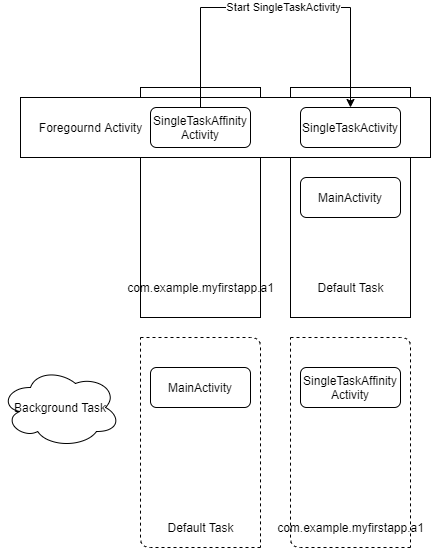 Start SingleTaskActivity
Foregournd Activity
SingleTaskAffinity
Activity
SingleTaskActivity
MainActivity
com.example.myfirstapp.a1
Default Task
Background Task
MainActivity
SingleTaskAffinity
Activity
Default Task
com.example.myfirstapp.a1